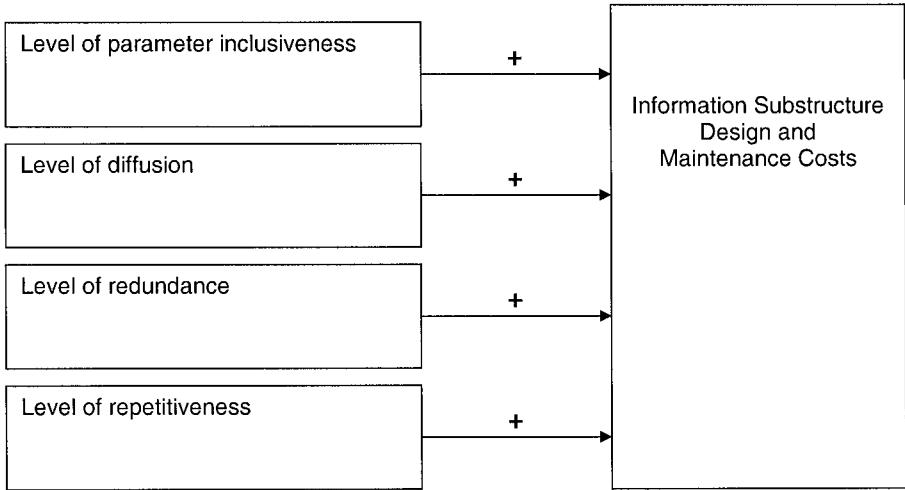 Level of parameter inclusiveness
+
Information Substructure
Design and
Maintenance Costs
Level of diffusion
+
Level of redundance
+
Level of repetitiveness
+